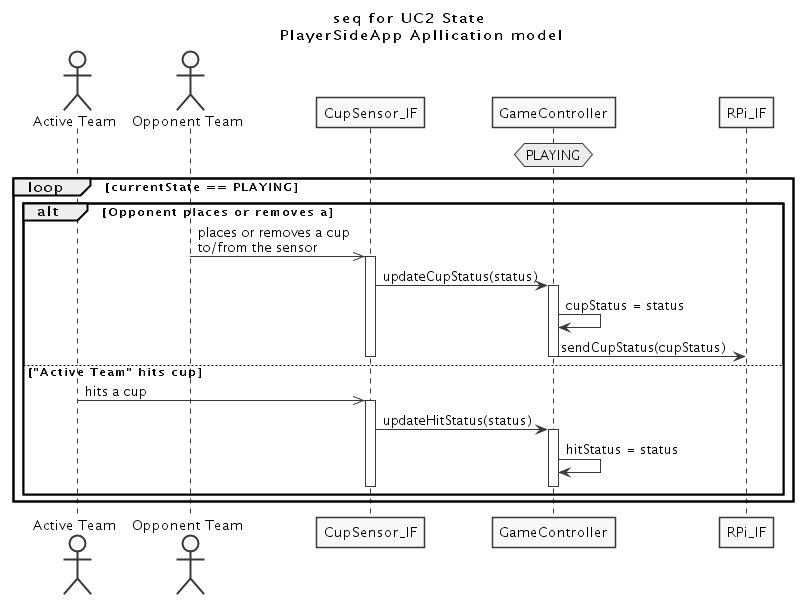 seq for UC2 State
PlayerSideApp Apllication model
Active Team
Opponent Team
CupSensor_IF
GameController
RPi_IF
PLAYING
loop
[currentState == PLAYING]
alt
[Opponent places or removes a]
places or removes a cup
to/from the sensor
updateCupStatus(status)
cupStatus = status
sendCupStatus(cupStatus)
["Active Team" hits cup]
hits a cup
updateHitStatus(status)
hitStatus = status
Active Team
Opponent Team
CupSensor_IF
GameController
RPi_IF